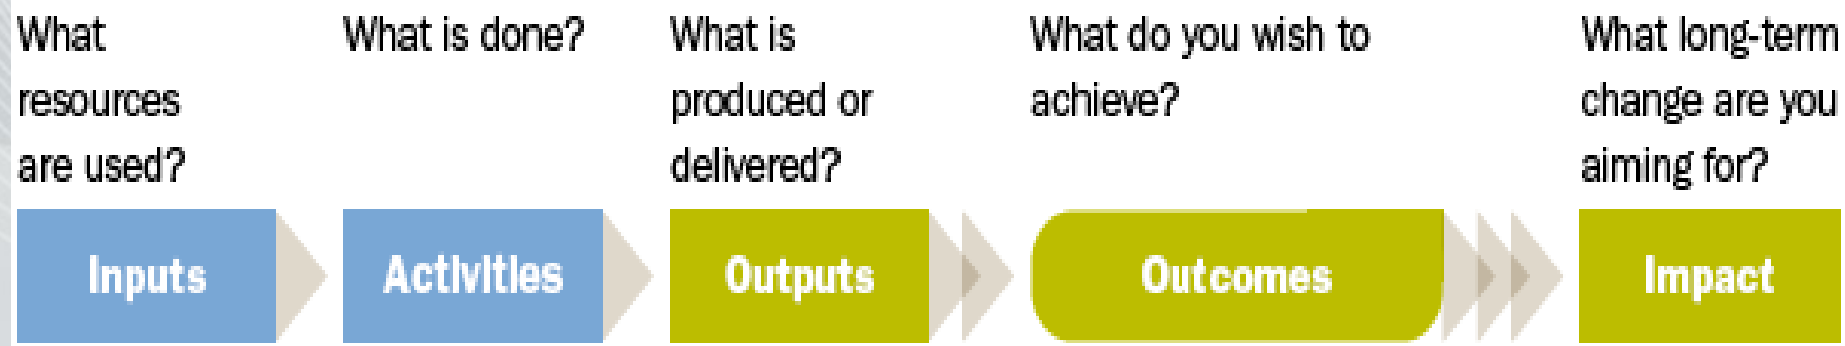 What
resources
are used?
What is done?
What is
produced or
delivered?
What do you wish to
achieve?
What long-term
change are you
aiming for?
Inputs
Activities
Outputs
Outcomes
Impact